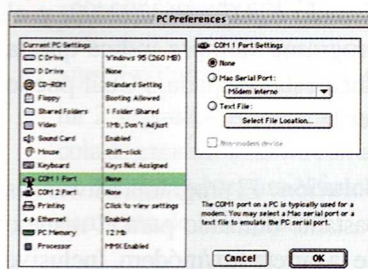 PC Preferences
Current PC Settings
C Drive Windows 95 (260 MB)
D Drive None
CD-ROM Standard Setting
Floppy Booting Allowed
Shared Folders 1 Folder Shared
Video 1Mb, Don't Adjust
Sound Card Enabled
Mouse Shift-click
Keyboard Keys Not Assigned
COM 1 Port None
COM 2 Port None
Printing Click to view settings
Ethernet Enabled
PC Memory 12 Mb
Processor MMX Enabled
COM 1 Port Settings
None
Mac Serial Port:
Módem interno
Text File:
Select File Location...
Non-modem device
The COM1 port on a PC is typically used for a
modem. You may select a Mac serial port or a
text file to emulate the PC serial port.
Cancel
OK